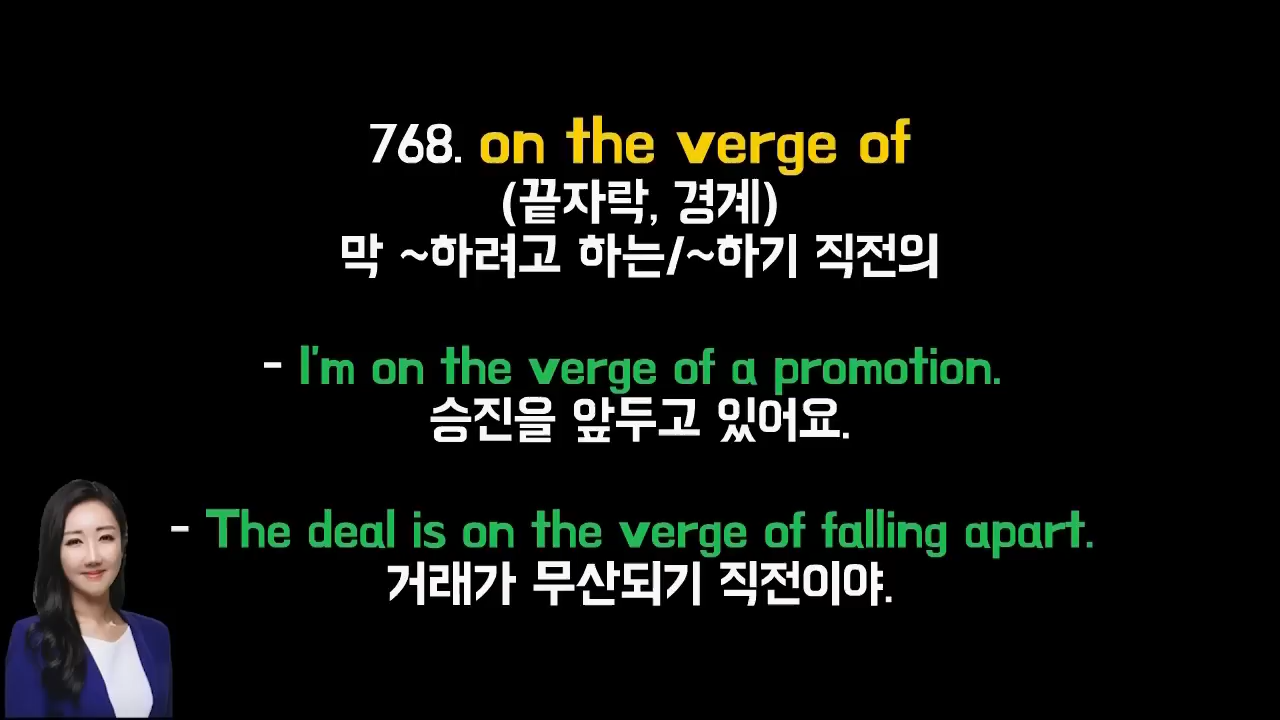 768. on the verge of
(끝자락, 경계)
막 ~하려고 하는/~하기 직전의
- I'm on the verge of a promotion.
승진을 앞두고 있어요.
- The deal is on the verge of falling apart.
거래가 무산되기 직전이야.